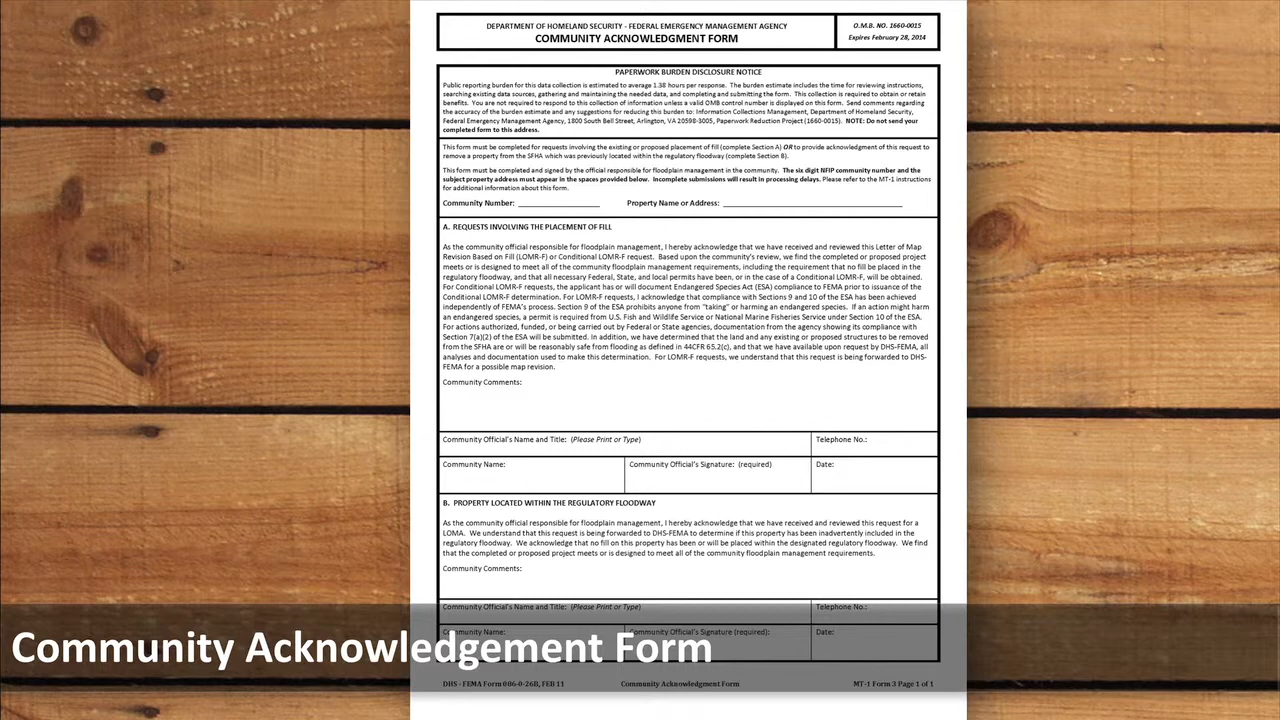 DEPARTMENT OF HOMELAND SECURITY - FEDERAL EMERGENCY MANAGEMENT AGENCY
COMMUNITY ACKNOWLEDGMENT FORM
O.M.B. NO. 1660-0015
Expires February 28, 2014
PAPERWORK BURDEN DISCLOSURE NOTICE
Public reporting burden for this data collection is estimated to average 1.38 hours per response. The burden estimate includes the time for reviewing instructions,
searching existing data sources, gathering and maintaining the needed data, and completing and submitting the form. This collection is required to obtain or retain
benefits. You are not required to respond to this collection of information unless a valid OMB control number is displayed on this form. Send comments regarding
the accuracy of the burden estimate and any suggestions for reducing this burden to: Information Collections Management, Department of Homeland Security,
Federal Emergency Management Agency, 1800 South Bell Street, Arlington, VA 20598-3005, Paperwork Reduction Project (1660-0015). NOTE: Do not send your
completed form to this address.
This form must be completed for requests involving the existing or proposed placement of fill (complete Section A) OR to provide acknowledgment of this request to
remove a property from the SFHA which was previously located within the regulatory floodway (complete Section B).
This form must be completed and signed by the official responsible for floodplain management in the community. The six digit NFIP community number and the
subject property address must appear in the spaces provided below. Incomplete submissions will result in processing delays. Please refer to the MT-1 instructions
for additional information about this form.
Community Number: ____________________ Property Name or Address: ____________________
A. REQUESTS INVOLVING THE PLACEMENT OF FILL
As the community official responsible for floodplain management, I hereby acknowledge that we have received and reviewed this Letter of Map
Revision Based on Fill (LOMR-F) or Conditional LOMR-F request. Based upon the community's review, we find the completed or proposed project
meets or is designed to meet all of the community floodplain management requirements, including the requirement that no fill be placed in the
regulatory floodway, and that all necessary Federal, State, and local permits have been, or in the case of a Conditional LOMR-F, will be obtained.
For Conditional LOMR-F requests, the applicant has or will document Endangered Species Act (ESA) compliance to FEMA prior to issuance of the
Conditional LOMR-F determination. For LOMR-F requests, I acknowledge that compliance with Sections 9 and 10 of the ESA has been achieved
independently of FEMA's process. Section 9 of the ESA prohibits anyone from "taking" or harming an endangered species. If an action might harm
an endangered species, a permit is required from U.S. Fish and Wildlife Service or National Marine Fisheries Service under Section 10 of the ESA.
For actions authorized, funded, or being carried out by Federal or State agencies, documentation from the agency showing its compliance with
Section 7(a)(2) of the ESA will be submitted. In addition, we have determined that the land and any existing or proposed structures to be removed
from the SFHA are or will be reasonably safe from flooding as defined in 44CFR 65.2(c), and that we have available upon request by DHS-FEMA, all
analyses and documentation used to make this determination. For LOMR-F requests, we understand that this request is being forwarded to DHS-
FEMA for a possible map revision.
Community Comments:
Community Official's Name and Title: (Please Print or Type) Telephone No.:
Community Name: Community Official's Signature: (required) Date:
B. PROPERTY LOCATED WITHIN THE REGULATORY FLOODWAY
As the community official responsible for floodplain management, I hereby acknowledge that we have received and reviewed this request for a
LOMA. We understand that this request is being forwarded to DHS-FEMA to determine if this property has been inadvertently included in the
regulatory floodway. We acknowledge that no fill on this property has been or will be placed within the designated regulatory floodway. We find
that the completed or proposed project meets or is designed to meet all of the community floodplain management requirements.
Community Comments:
Community Official's Name and Title: (Please Print or Type) Telephone No.:
Community Name: Community Official's Signature (required): Date:
Community Acknowledgement Form
DHS - FEMA Form 086-0-26B, FEB 11 Community Acknowledgment Form MT-1 Form 3 Page 1 of 1